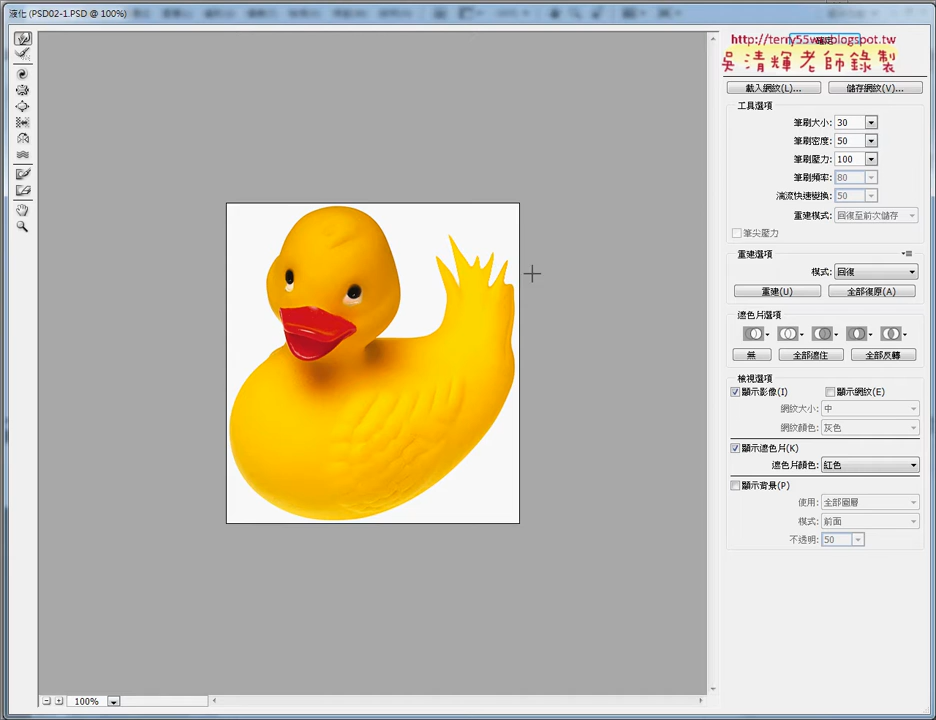 液化 (PSD02-1.PSD @ 100%)
http://terry55wu.blogspot.tw
吳清輝老師錄製
載入網紋(L)... 儲存網紋(V)...
工具選項
筆刷大小: 30
筆刷密度: 50
筆刷壓力: 100
筆刷頻率: 80
湍流快速變換: 50
重建模式: 回復至前次儲存
筆尖壓力
重建選項
模式: 回復
重建(U) 全部復原(A)
遮色片選項
無 全部遮住 全部反轉
檢視選項
顯示影像(I) 顯示網紋(E)
網紋大小: 中
網紋顏色: 灰色
顯示遮色片(K)
遮色片顏色: 紅色
顯示背景(P)
使用: 全部圖層
模式: 前面
不透明: 50
100%